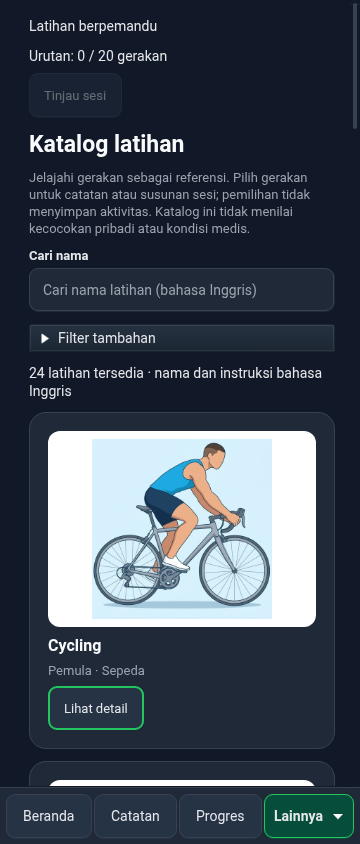 Latihan berpemandu
Urutan: 0 / 20 gerakan
Tinjau sesi
Katalog latihan
Jelajahi gerakan sebagai referensi. Pilih gerakan
untuk catatan atau susunan sesi; pemilihan tidak
menyimpan aktivitas. Katalog ini tidak menilai
kecocokan pribadi atau kondisi medis.
Cari nama
Cari nama latihan (bahasa Inggris)
Filter tambahan
24 latihan tersedia · nama dan instruksi bahasa
Inggris
Cycling
Pemula · Sepeda
Lihat detail
Beranda
Catatan
Progres
Lainnya